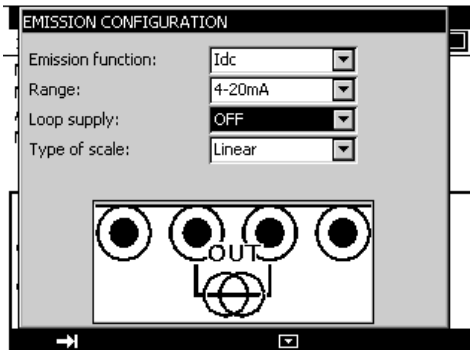 EMISSION CONFIGURATION
Emission function: Idc
Range: 4-20mA
Loop supply: OFF
Type of scale: Linear
OUT